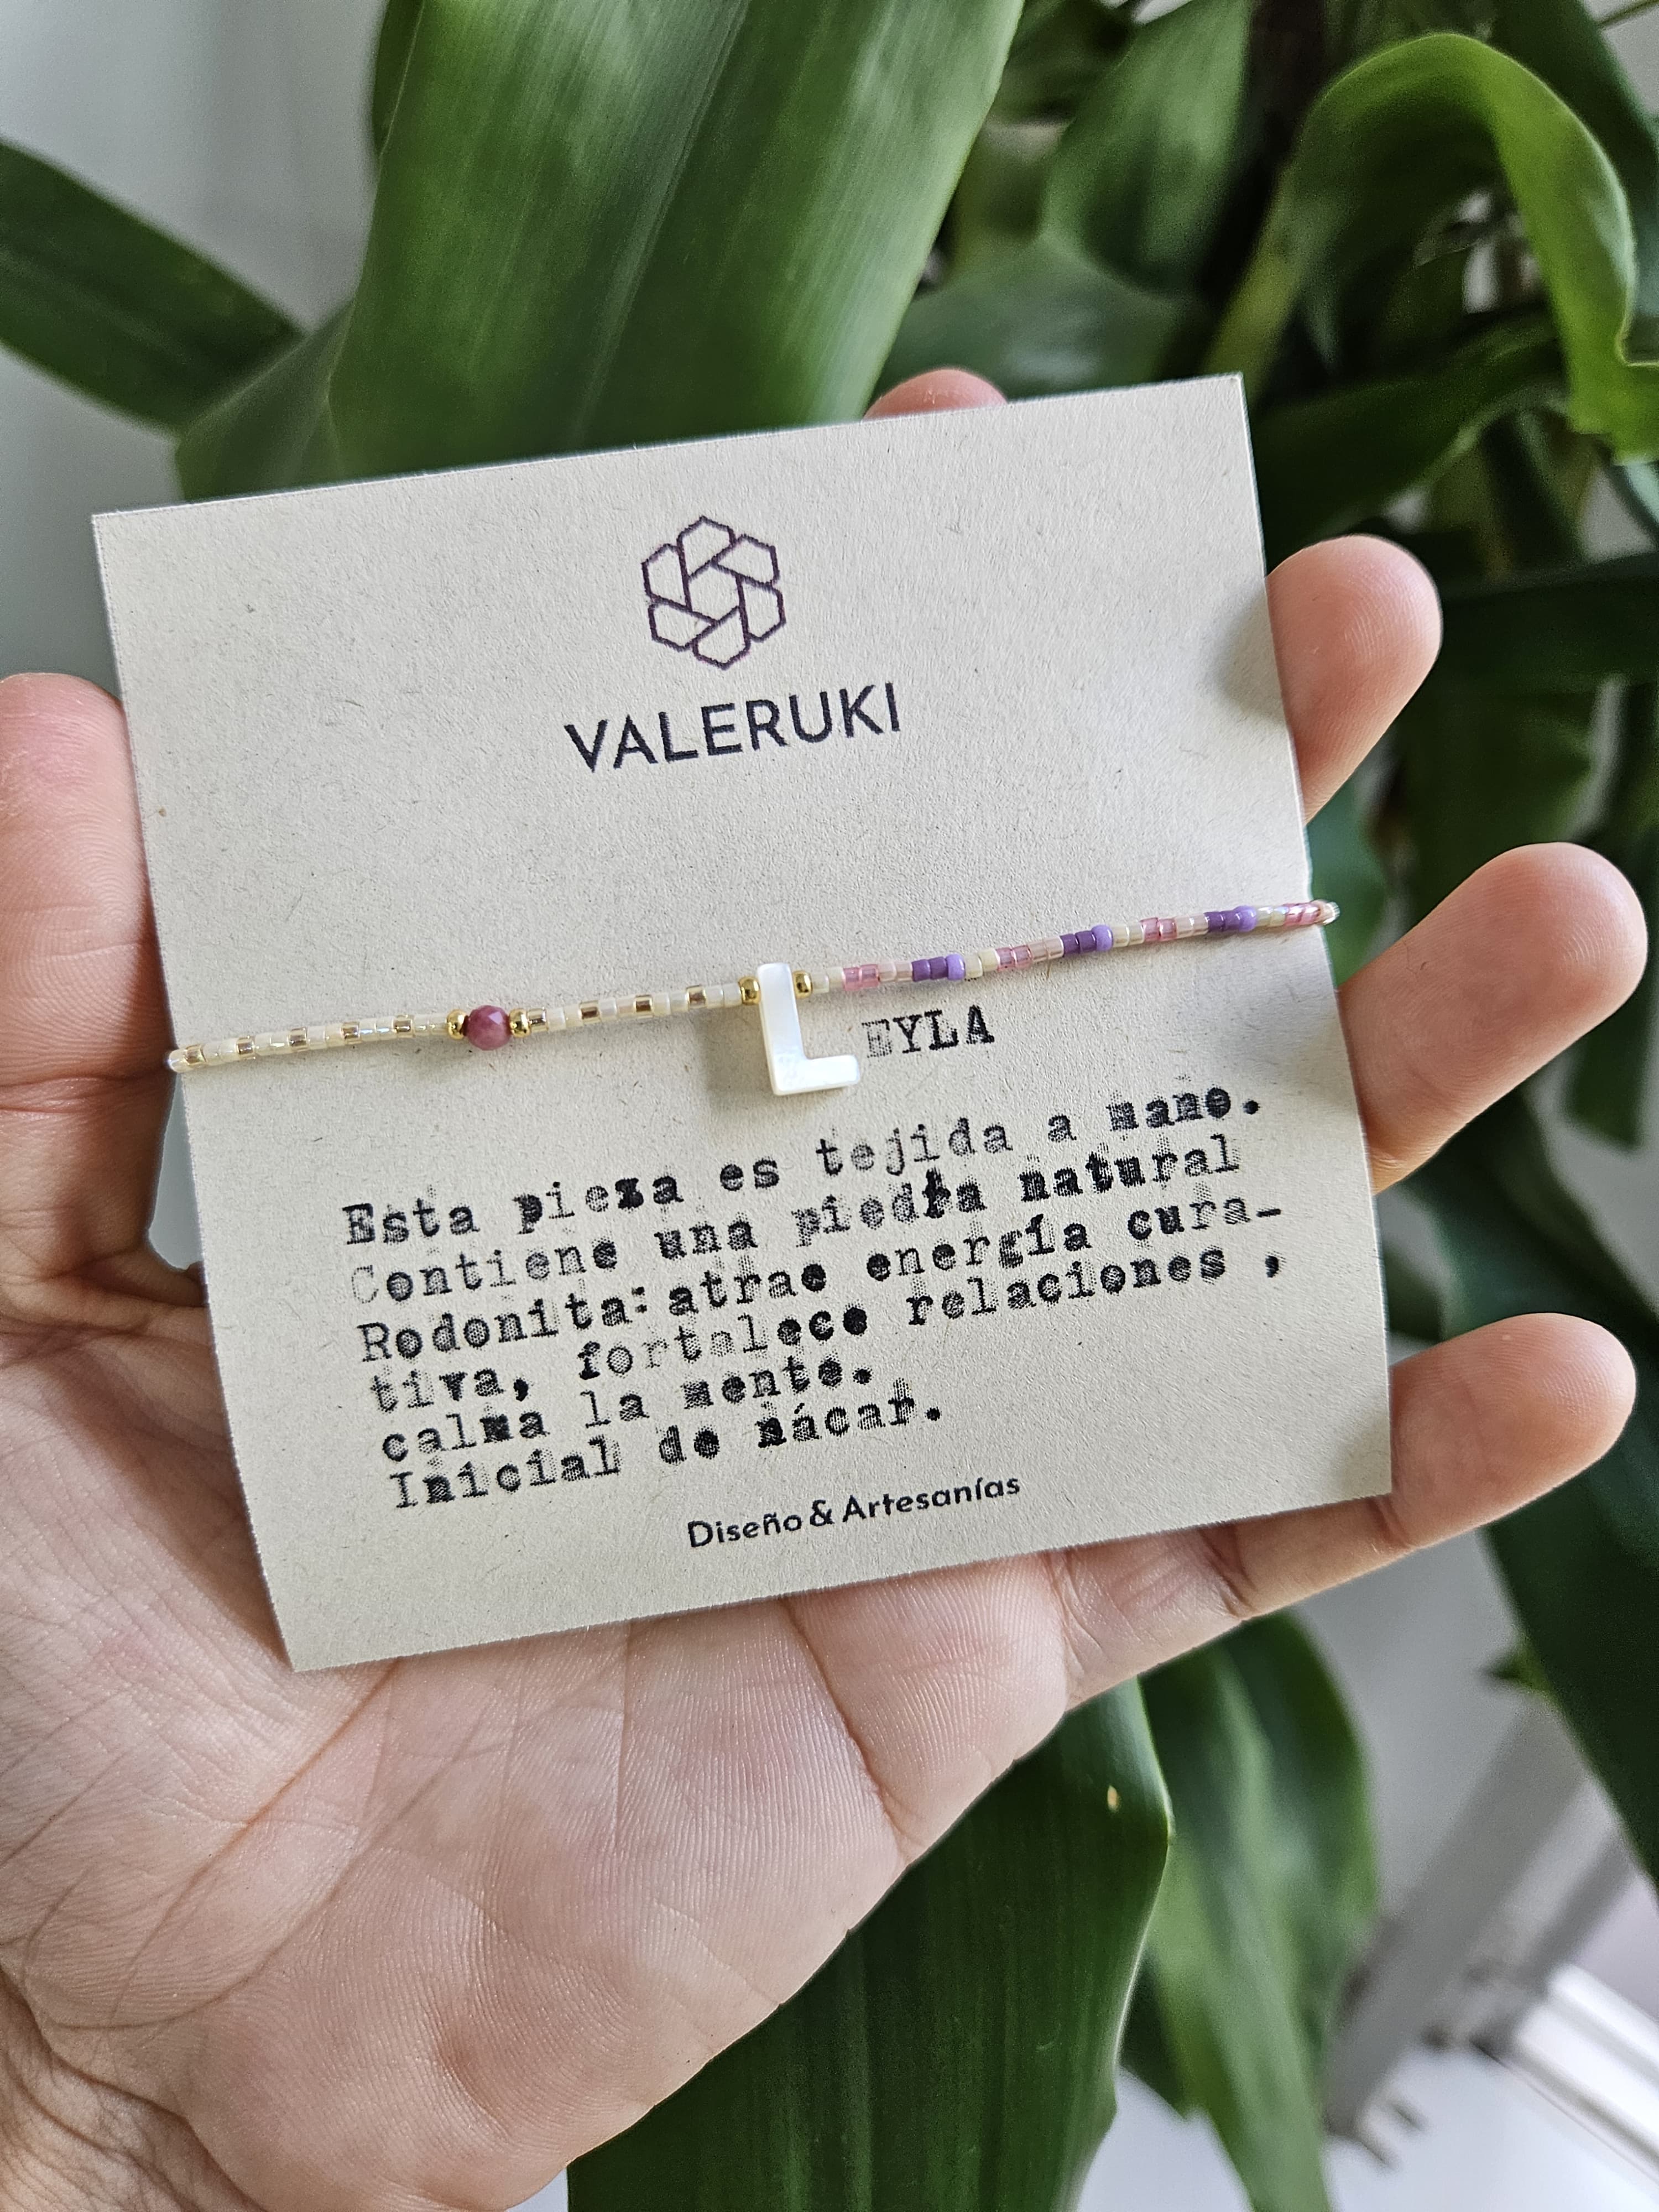 VALERUKI
LEYLA
Esta pieza es tejida a mano.
Contiene una piedra natural
Rodonita: atrae energía cura-
tiva, fortalece relaciones ,
calma la mente.
Inicial de nácar.
Diseño & Artesanías